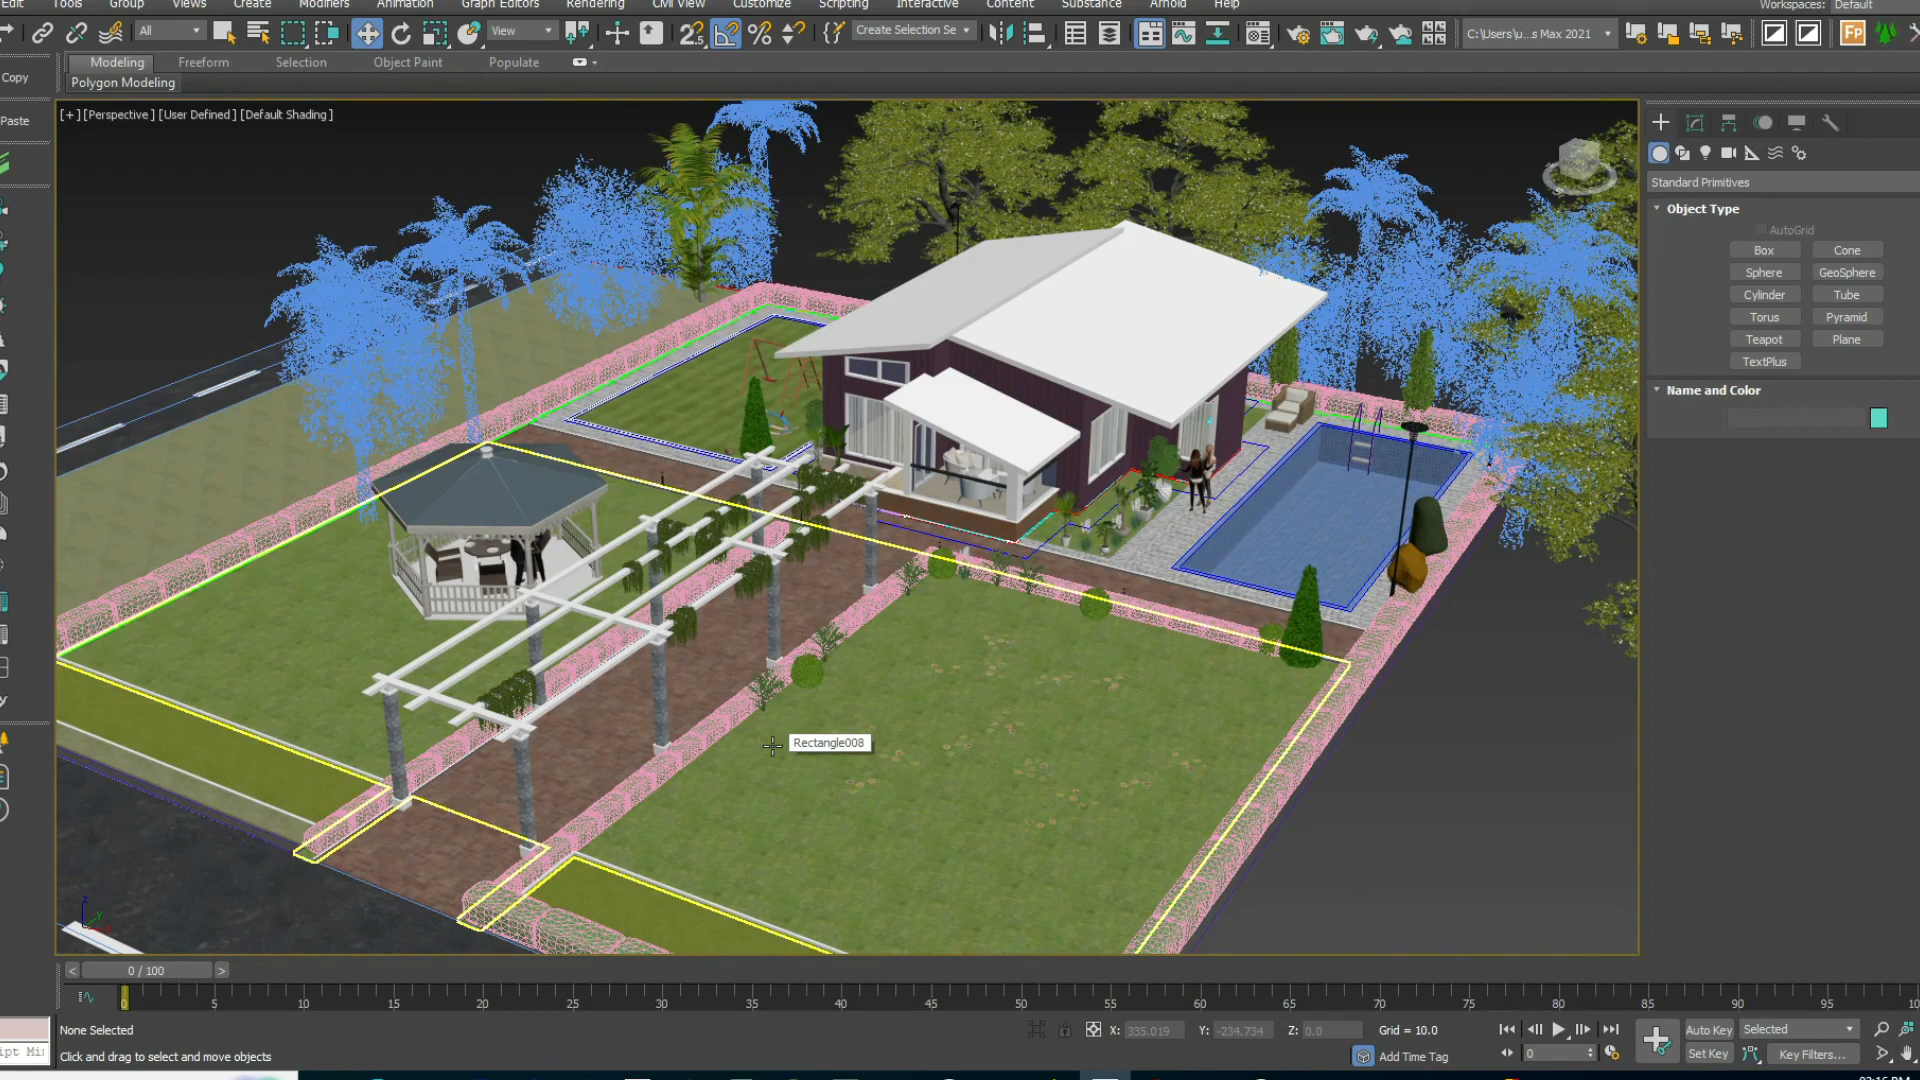 Edit Tools Group Views Create Modifiers Animation Graph Editors Rendering Civil View Customize Scripting Interactive Content Substance Arnold Help Workspaces: Default
All View Create Selection Se C:\Users\u...s Max 2021
Modeling Freeform Selection Object Paint Populate
Copy
Polygon Modeling
Paste
[+] [Perspective] [User Defined] [Default Shading]
Standard Primitives
Object Type
AutoGrid
Box Cone
Sphere GeoSphere
Cylinder Tube
Torus Pyramid
Teapot Plane
TextPlus
Name and Color
Rectangle008
< 0 / 100 >
0 5 10 15 20 25 30 35 40 45 50 55 60 65 70 75 80 85 90 95
None Selected X: 335.019 Y: -234.734 Z: 0.0 Grid = 10.0 Auto Key Selected
Click and drag to select and move objects Add Time Tag 0 Set Key Key Filters...